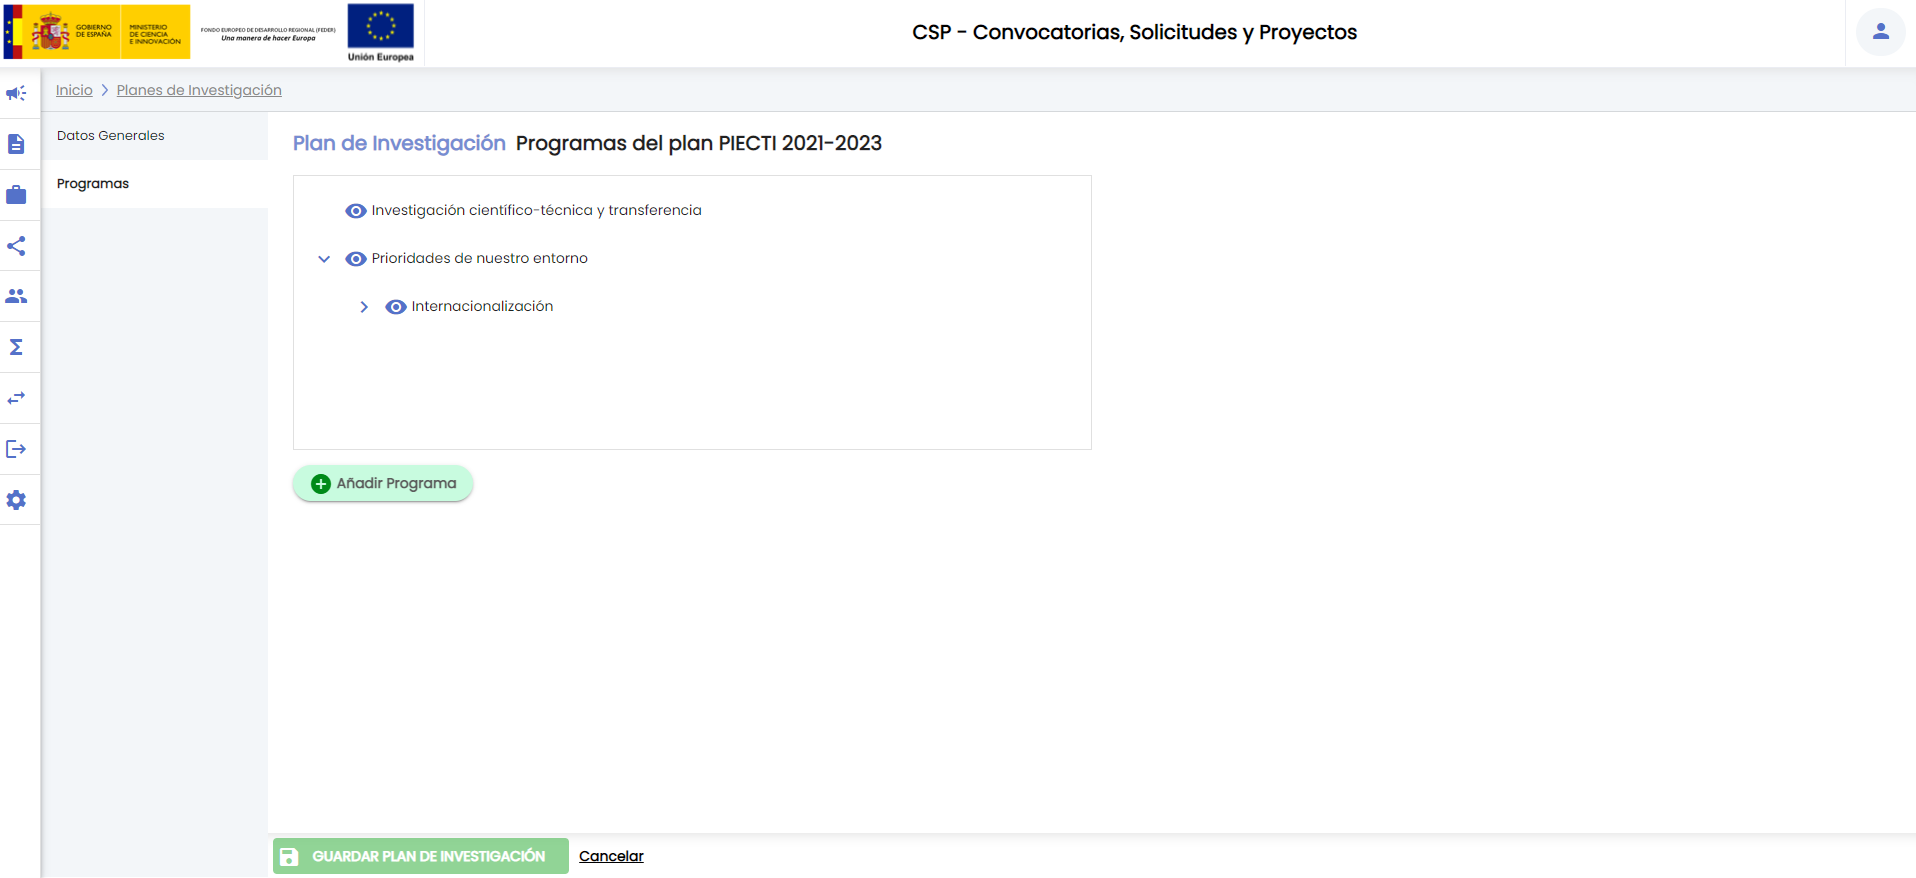 GOBIERNO
DE ESPAÑA
MINISTERIO
DE CIENCIA
E INNOVACIÓN
FONDO EUROPEO DE DESARROLLO REGIONAL (FEDER)
Una manera de hacer Europa
Unión Europea
CSP - Convocatorias, Solicitudes y Proyectos
Inicio
Planes de Investigación
Datos Generales
Programas
Plan de Investigación Programas del plan PIECTI 2021-2023
Investigación científico-técnica y transferencia
Prioridades de nuestro entorno
Internacionalización
Añadir Programa
GUARDAR PLAN DE INVESTIGACIÓN
Cancelar